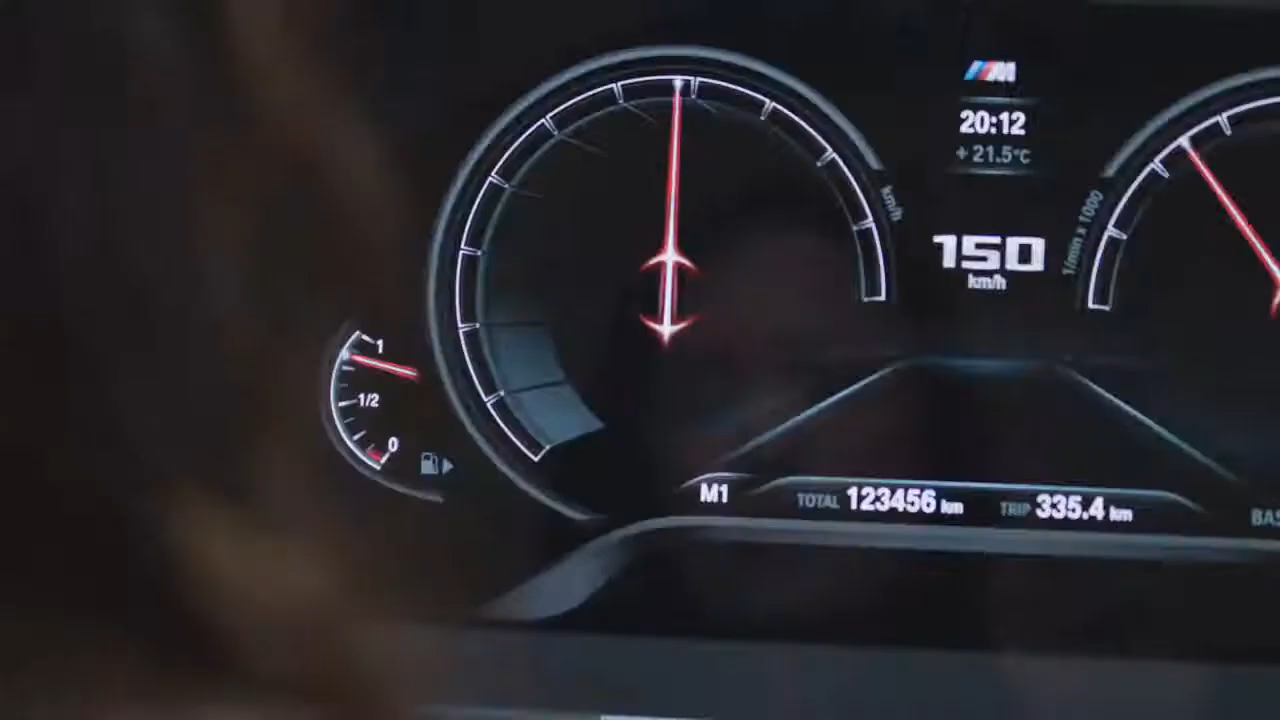 M
20:12
+ 21.5°C
km/h
150
km/h
1/min x 1000
1
1/2
0
M1
TOTAL 123456 km
TRIP 335.4 km